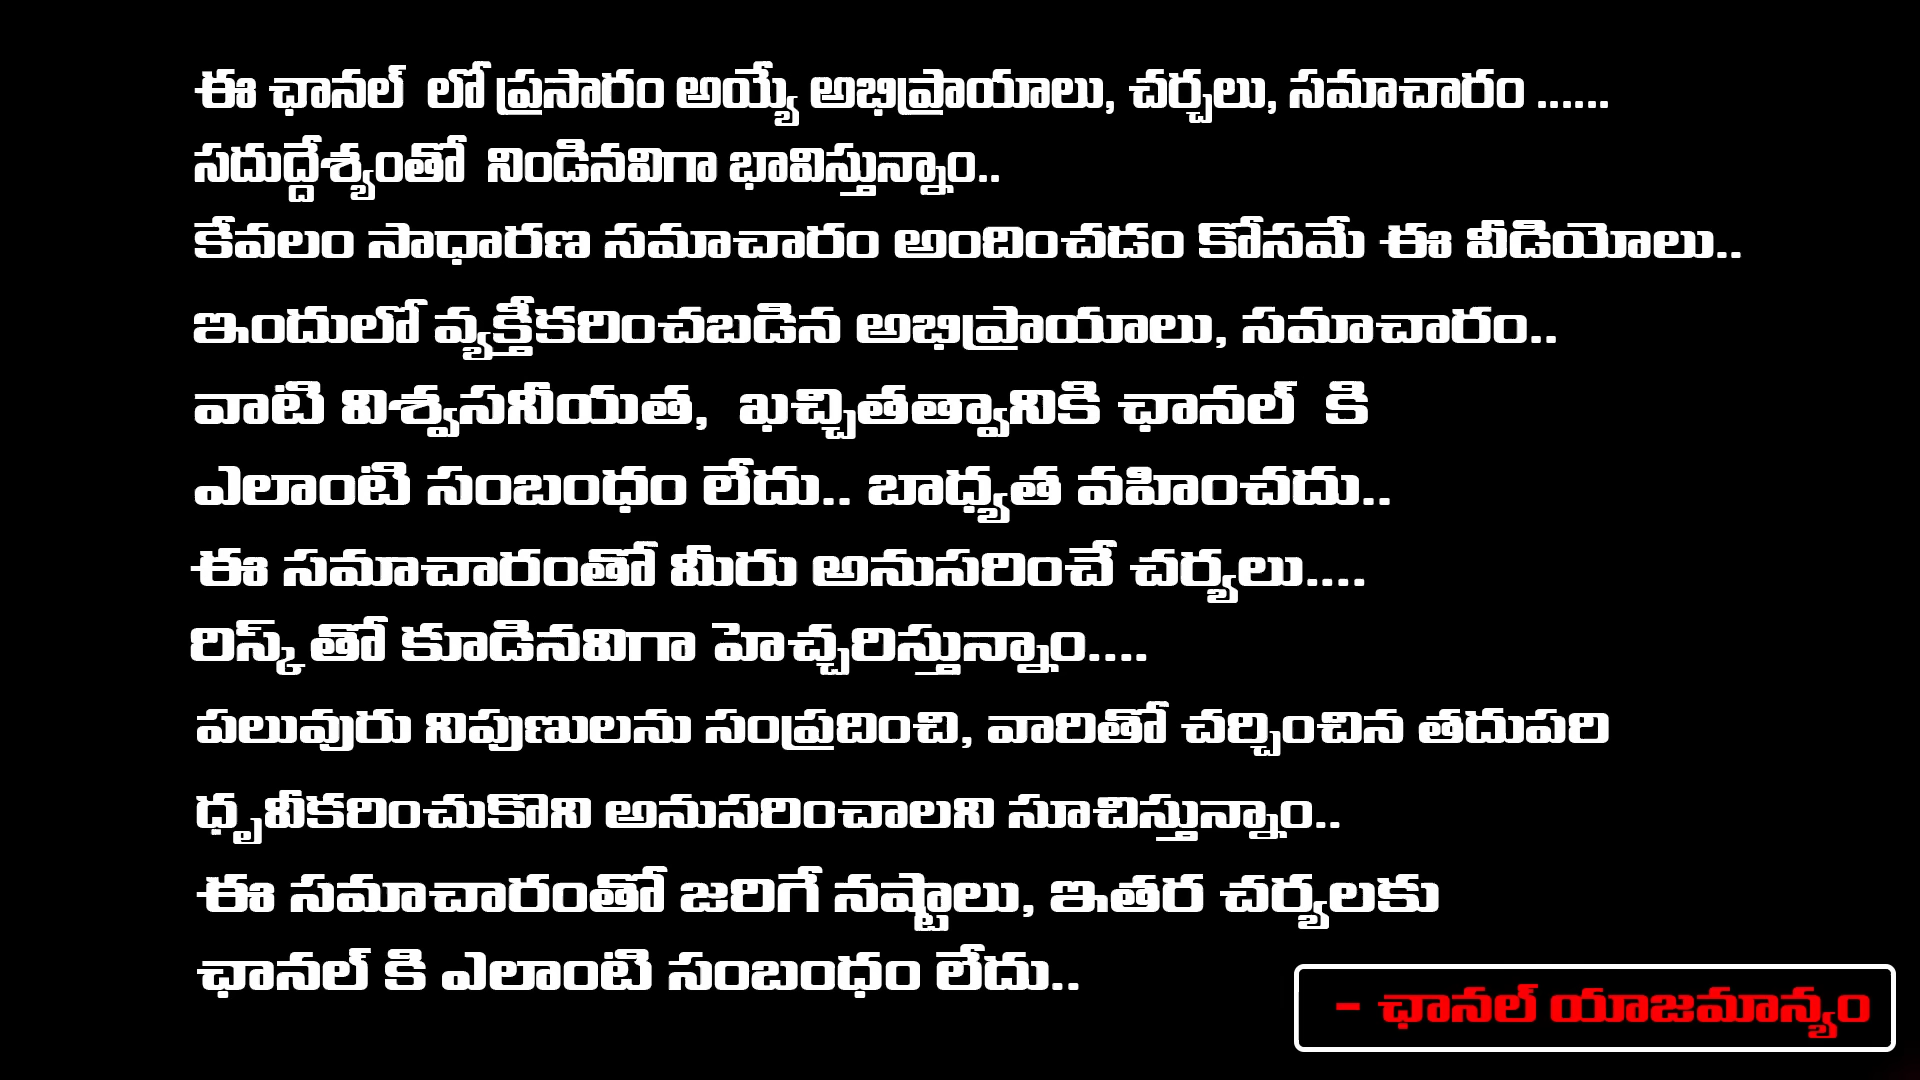 ఈ ఛానల్ లో ప్రసారం అయ్యే అభిప్రాయాలు, చర్చలు, సమాచారం ......
సదుద్దేశ్యంతో నిండినవిగా భావిస్తున్నాం..
కేవలం సాధారణ సమాచారం అందించడం కోసమే ఈ వీడియోలు..
ఇందులో వ్యక్తీకరించబడిన అభిప్రాయాలు, సమాచారం..
వాటి విశ్వసనీయత, ఖచ్చితత్వానికి ఛానల్ కి
ఎలాంటి సంబంధం లేదు.. బాధ్యత వహించదు..
ఈ సమాచారంతో మీరు అనుసరించే చర్యలు....
రిస్క్ తో కూడినవిగా హెచ్చరిస్తున్నాం....
పలువురు నిపుణులను సంప్రదించి, వారితో చర్చించిన తదుపరి
ధృవీకరించుకొని అనుసరించాలని సూచిస్తున్నాం..
ఈ సమాచారంతో జరిగే నష్టాలు, ఇతర చర్యలకు
ఛానల్ కి ఎలాంటి సంబంధం లేదు..
- ఛానల్ యాజమాన్యం